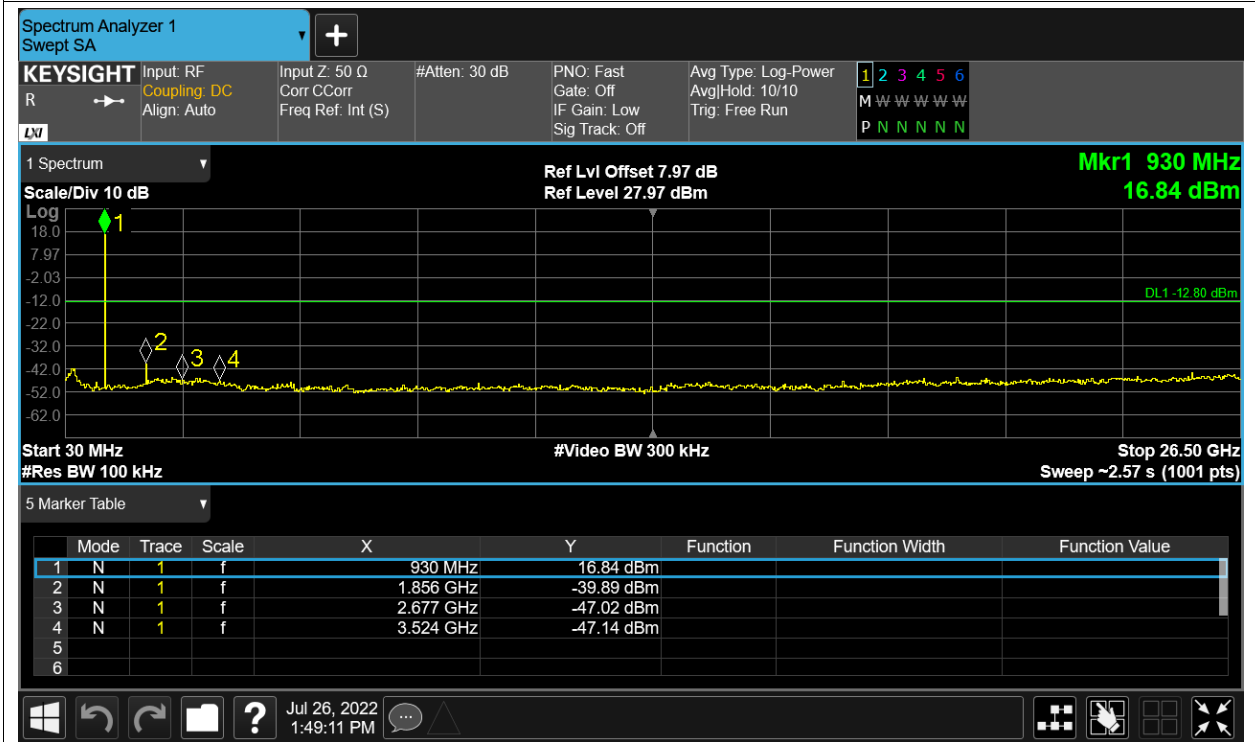 Spectrum Analyzer 1
Swept SA
+
KEYSIGHT Input: RF Input Z: 50 Ω #Atten: 30 dB PNO: Fast Avg Type: Log-Power 1 2 3 4 5 6
R Coupling: DC Corr CCorr Gate: Off Avg|Hold: 10/10 M W W W W W
Align: Auto Freq Ref: Int (S) IF Gain: Low Trig: Free Run
LXI Sig Track: Off P N N N N N
1 Spectrum Ref Lvl Offset 7.97 dB Mkr1 930 MHz
Scale/Div 10 dB Ref Level 27.97 dBm 16.84 dBm
Log
1
18.0
7.97
-2.03
DL1 -12.80 dBm
-12.0
-22.0
2
-32.0
3 4
-42.0
-52.0
-62.0
Start 30 MHz #Video BW 300 kHz Stop 26.50 GHz
#Res BW 100 kHz Sweep ~2.57 s (1001 pts)
5 Marker Table
Mode Trace Scale X Y Function Function Width Function Value
1 N 1 f 930 MHz 16.84 dBm
2 N 1 f 1.856 GHz -39.89 dBm
3 N 1 f 2.677 GHz -47.02 dBm
4 N 1 f 3.524 GHz -47.14 dBm
5
6
? Jul 26, 2022
1:49:11 PM